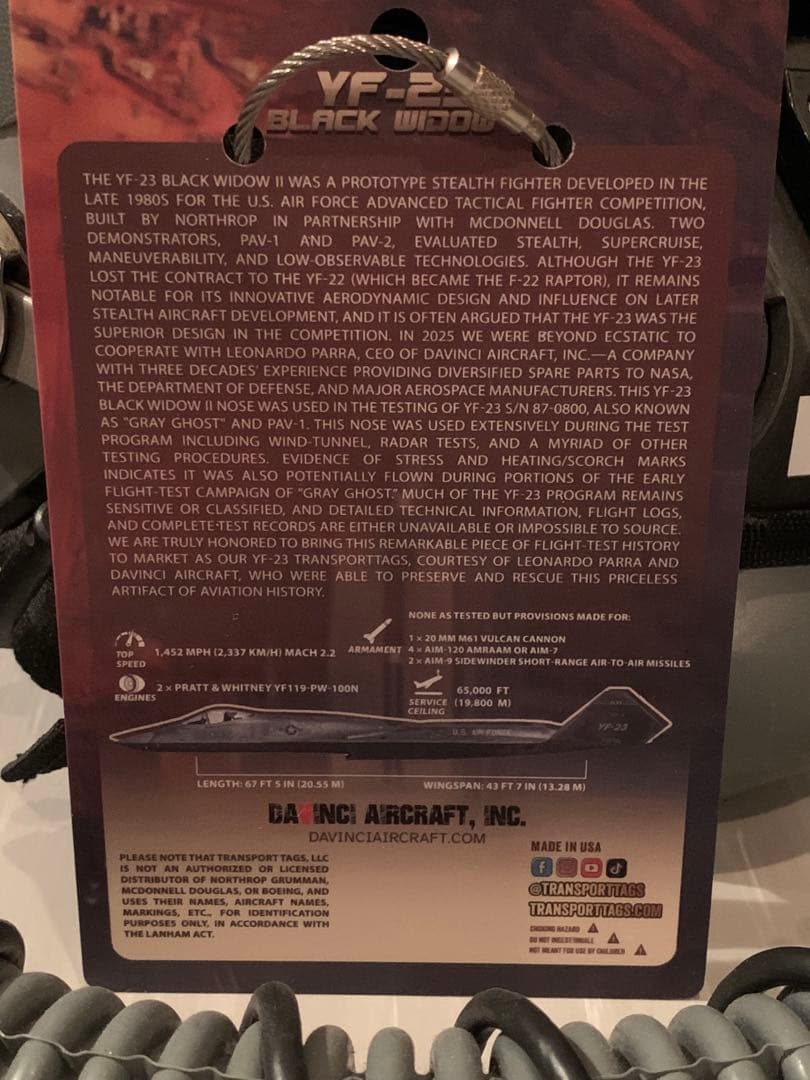 YF-23
BLACK WIDOW
THE YF-23 BLACK WIDOW II WAS A PROTOTYPE STEALTH FIGHTER DEVELOPED IN THE
LATE 1980S FOR THE U.S. AIR FORCE ADVANCED TACTICAL FIGHTER COMPETITION,
BUILT BY NORTHROP IN PARTNERSHIP WITH MCDONNELL DOUGLAS. TWO
DEMONSTRATORS, PAV-1 AND PAV-2, EVALUATED STEALTH, SUPERCRUISE,
MANEUVERABILITY, AND LOW-OBSERVABLE TECHNOLOGIES. ALTHOUGH THE YF-23
LOST THE CONTRACT TO THE YF-22 (WHICH BECAME THE F-22 RAPTOR), IT REMAINS
NOTABLE FOR ITS INNOVATIVE AERODYNAMIC DESIGN AND INFLUENCE ON LATER
STEALTH AIRCRAFT DEVELOPMENT, AND IT IS OFTEN ARGUED THAT THE YF-23 WAS THE
SUPERIOR DESIGN IN THE COMPETITION. IN 2025 WE WERE BEYOND ECSTATIC TO
COOPERATE WITH LEONARDO PARRA, CEO OF DAVINCI AIRCRAFT, INC.—A COMPANY
WITH THREE DECADES' EXPERIENCE PROVIDING DIVERSIFIED SPARE PARTS TO NASA,
THE DEPARTMENT OF DEFENSE, AND MAJOR AEROSPACE MANUFACTURERS. THIS YF-23
BLACK WIDOW II NOSE WAS USED IN THE TESTING OF YF-23 S/N 87-0800, ALSO KNOWN
AS "GRAY GHOST" AND PAV-1. THIS NOSE WAS USED EXTENSIVELY DURING THE TEST
PROGRAM INCLUDING WIND-TUNNEL, RADAR TESTS, AND A MYRIAD OF OTHER
TESTING PROCEDURES. EVIDENCE OF STRESS AND HEATING/SCORCH MARKS
INDICATES IT WAS ALSO POTENTIALLY FLOWN DURING PORTIONS OF THE EARLY
FLIGHT-TEST CAMPAIGN OF "GRAY GHOST." MUCH OF THE YF-23 PROGRAM REMAINS
SENSITIVE OR CLASSIFIED, AND DETAILED TECHNICAL INFORMATION, FLIGHT LOGS,
AND COMPLETE TEST RECORDS ARE EITHER UNAVAILABLE OR IMPOSSIBLE TO SOURCE.
WE ARE TRULY HONORED TO BRING THIS REMARKABLE PIECE OF FLIGHT-TEST HISTORY
TO MARKET AS OUR YF-23 TRANSPORTTAGS, COURTESY OF LEONARDO PARRA AND
DAVINCI AIRCRAFT, WHO WERE ABLE TO PRESERVE AND RESCUE THIS PRICELESS
ARTIFACT OF AVIATION HISTORY.
TOP
SPEED
1,452 MPH (2,337 KM/H) MACH 2.2
ENGINES
2 × PRATT & WHITNEY YF119-PW-100N
ARMAMENT
NONE AS TESTED BUT PROVISIONS MADE FOR:
1 × 20 MM M61 VULCAN CANNON
4 × AIM-120 AMRAAM OR AIM-7
2 × AIM-9 SIDEWINDER SHORT-RANGE AIR-TO-AIR MISSILES
SERVICE
CEILING
65,000 FT
(19,800 M)
U.S. AIR FORCE
YF-23
LENGTH: 67 FT 5 IN (20.55 M)
WINGSPAN: 43 FT 7 IN (13.28 M)
DAVINCI AIRCRAFT, INC.
DAVINCIAIRCRAFT.COM
PLEASE NOTE THAT TRANSPORT TAGS, LLC
IS NOT AN AUTHORIZED OR LICENSED
DISTRIBUTOR OF NORTHROP GRUMMAN,
MCDONNELL DOUGLAS, OR BOEING, AND
USES THEIR NAMES, AIRCRAFT NAMES,
MARKINGS, ETC., FOR IDENTIFICATION
PURPOSES ONLY, IN ACCORDANCE WITH
THE LANHAM ACT.
MADE IN USA
@TRANSPORTTAGS
TRANSPORTTAGS.COM
CHOKING HAZARD
DO NOT INGEST/INHALE
NOT MEANT FOR USE BY CHILDREN